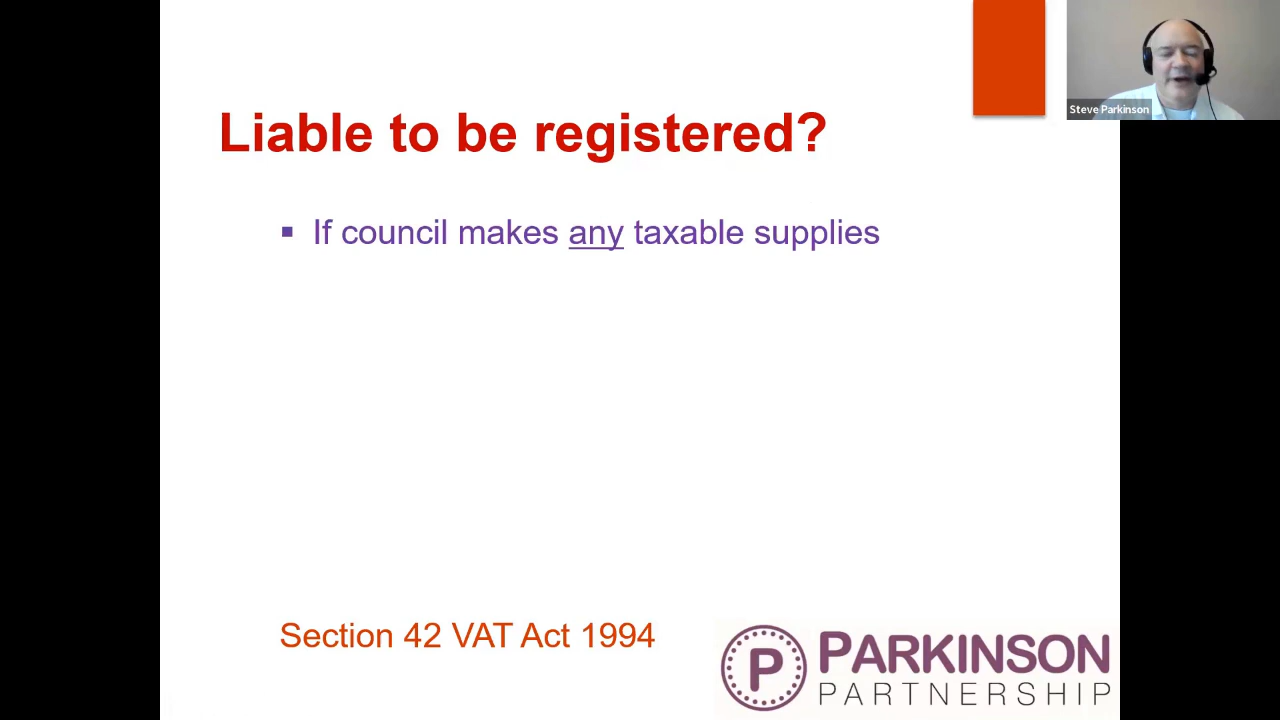 Steve Parkinson
Liable to be registered?
▪ If council makes any taxable supplies
Section 42 VAT Act 1994
P
PARKINSON
PARTNERSHIP